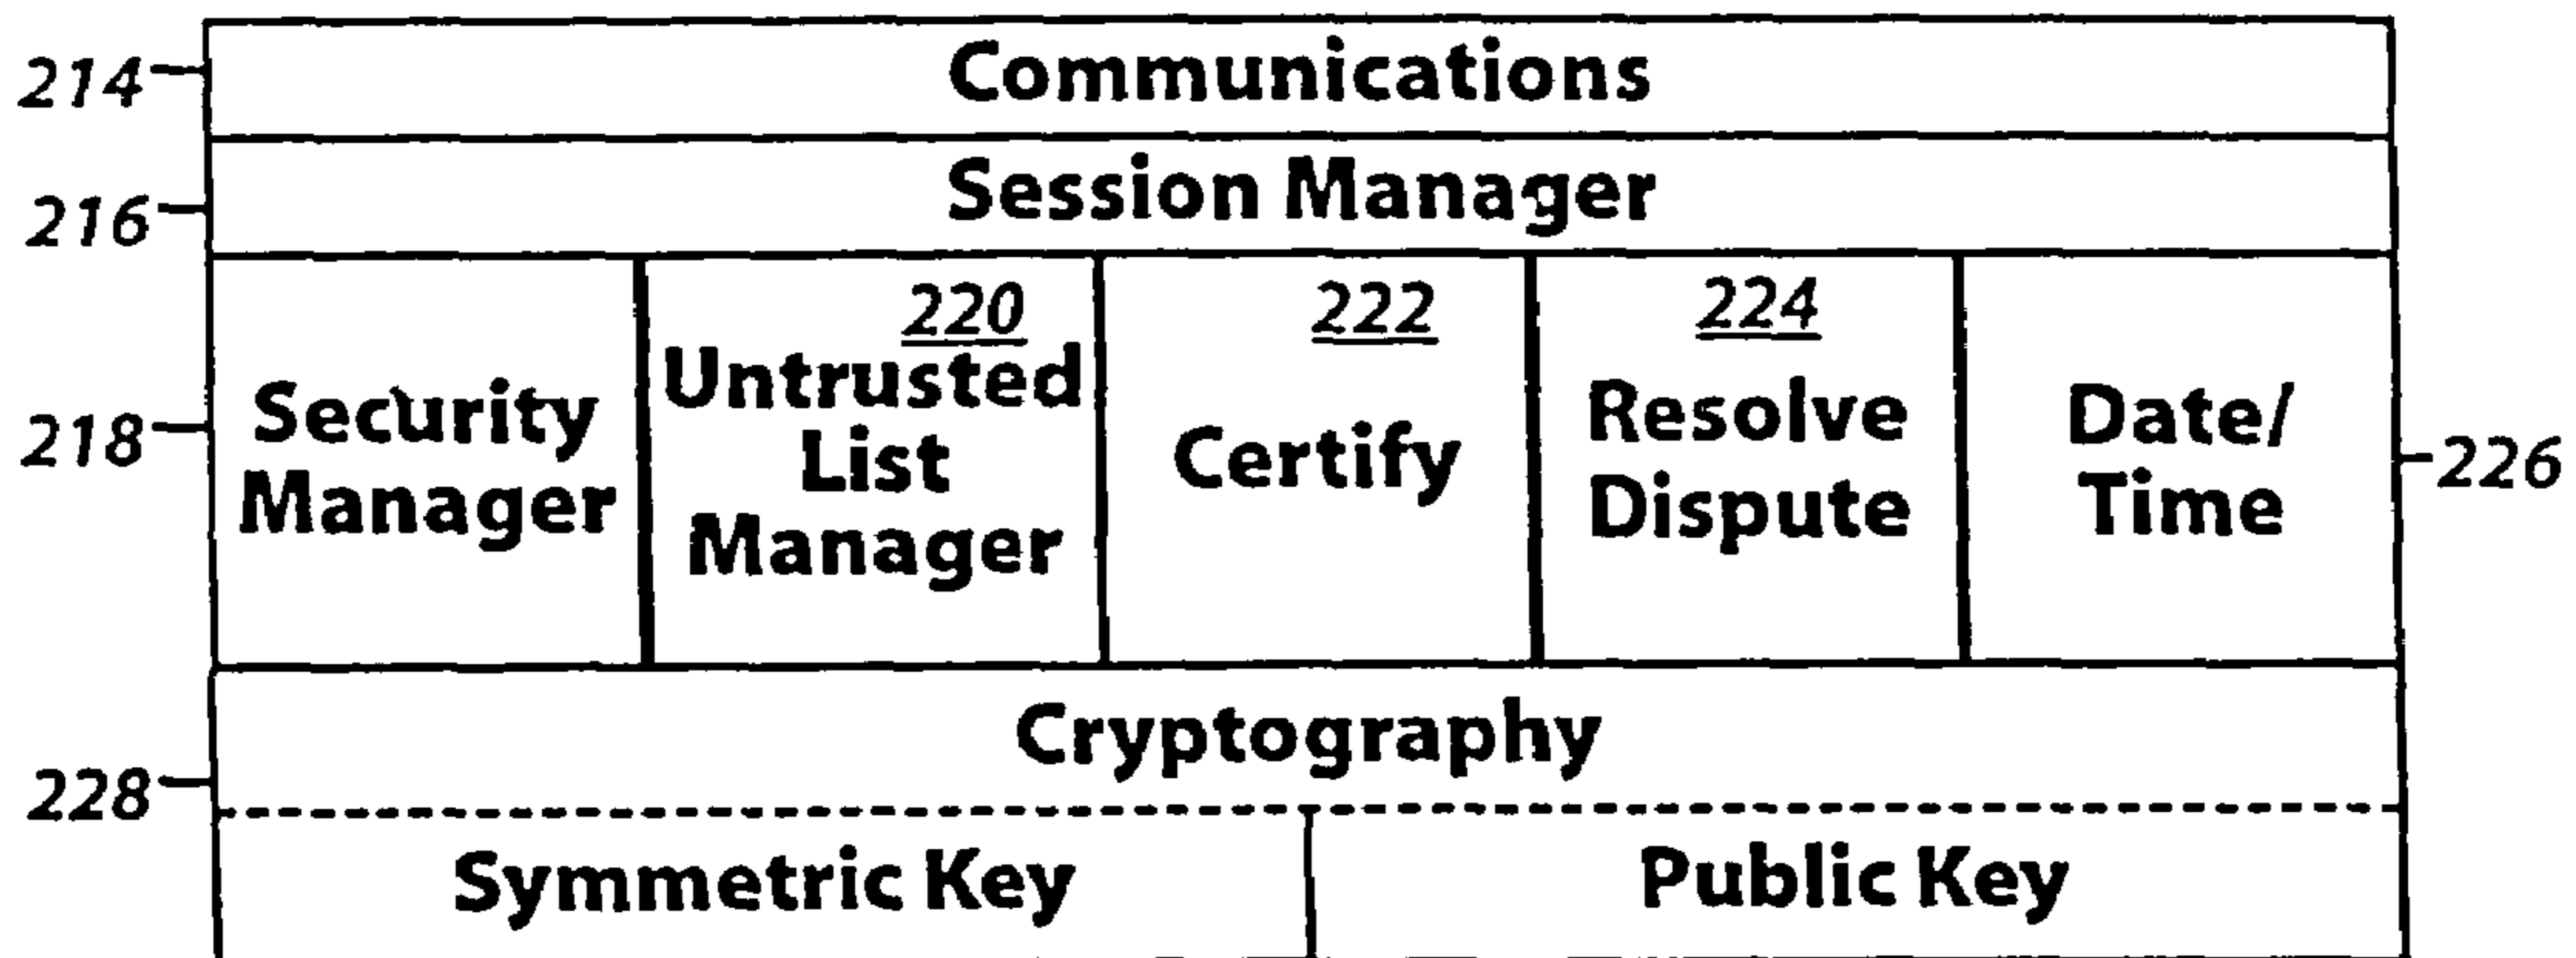 214
Communications
216
Session Manager
218
Security
Manager
220
Untrusted
List
Manager
222
Certify
224
Resolve
Dispute
Date/
Time
226
228
Cryptography
Symmetric Key
Public Key